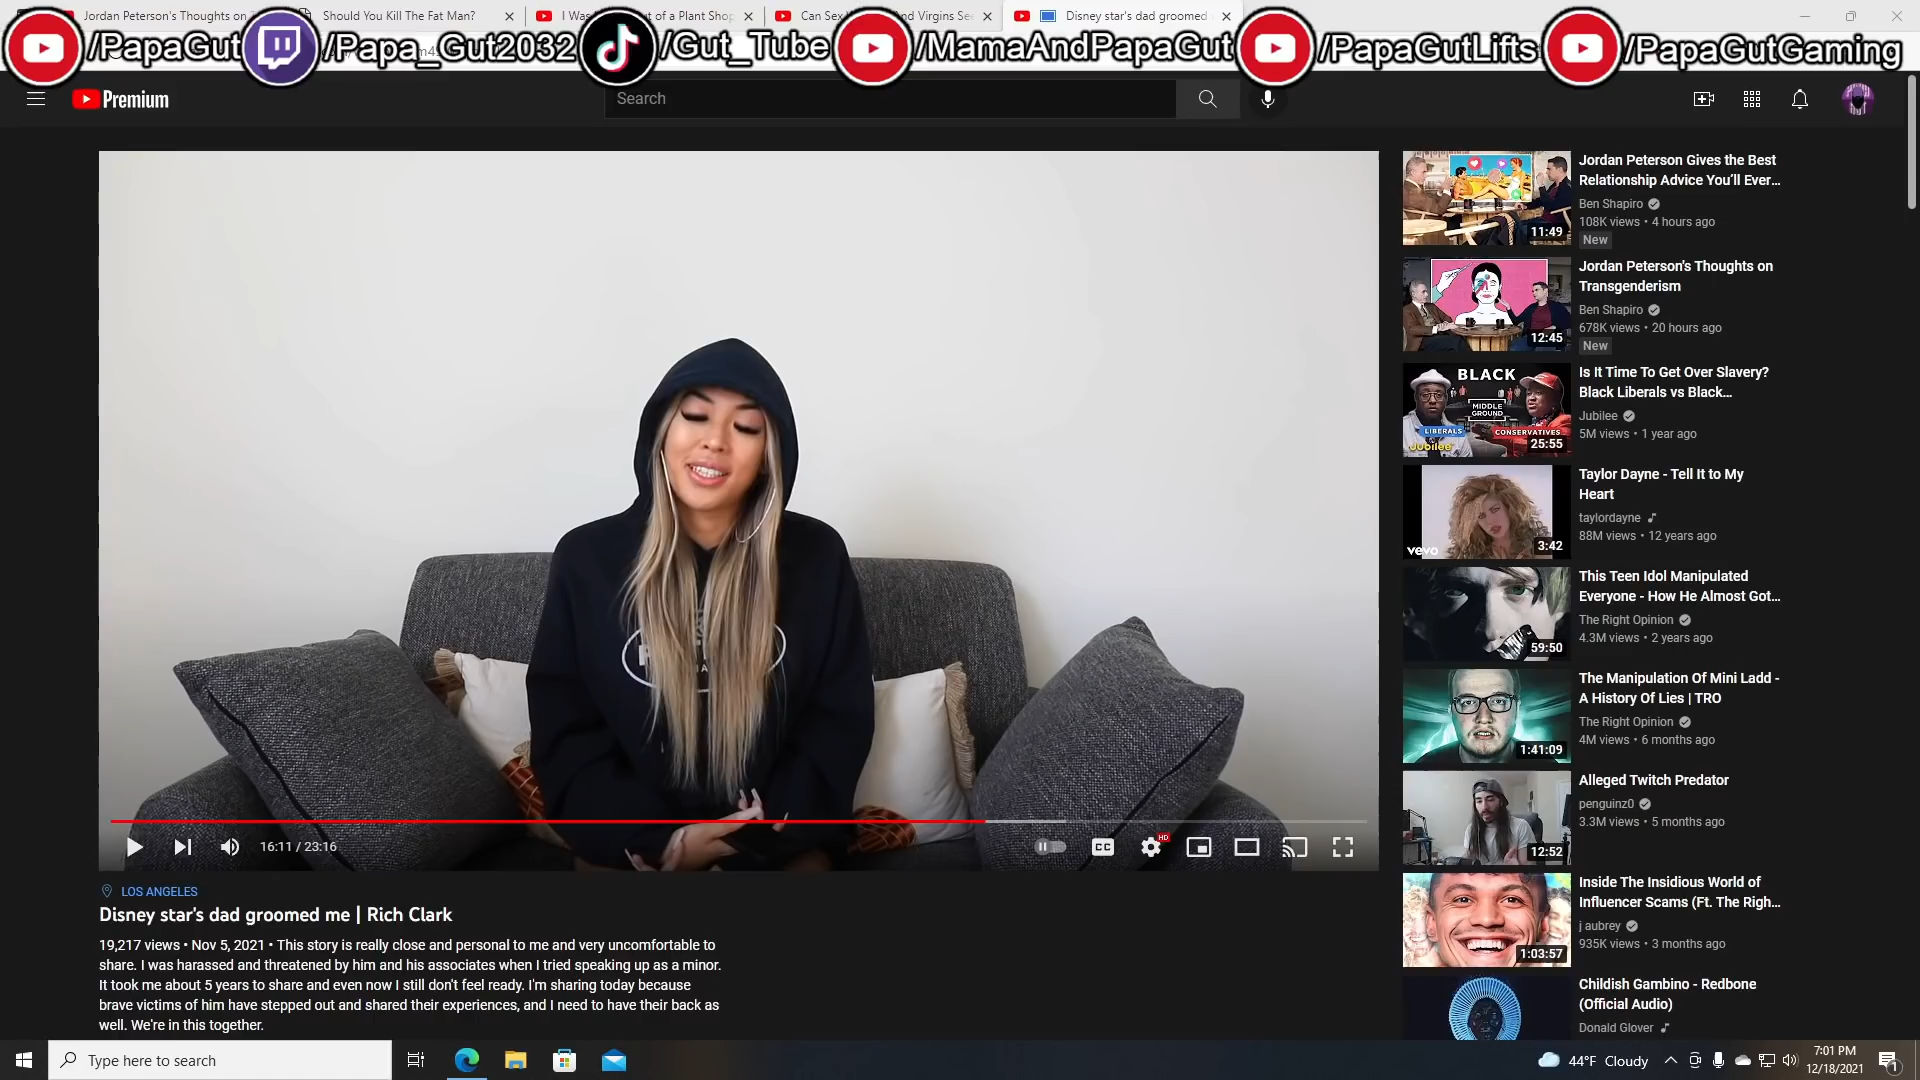 Jordan Peterson's Thoughts on
Should You Kill The Fat Man?
of a Plant Shop
Can Sex
Virgins
Disney star's dad groomed
/PapaGut
/Papa_Gut2032
/Gut_Tube
/MamaAndPapaGut
/PapaGutLifts
/PapaGutGaming
Premium
Search
16:11 / 23:16
CC
HD
LOS ANGELES
Disney star's dad groomed me | Rich Clark
19,217 views • Nov 5, 2021 • This story is really close and personal to me and very uncomfortable to
share. I was harassed and threatened by him and his associates when I tried speaking up as a minor.
It took me about 5 years to share and even now I still don't feel ready. I'm sharing today because
brave victims of him have stepped out and shared their experiences, and I need to have their back as
well. We're in this together.
11:49
Jordan Peterson Gives the Best
Relationship Advice You'll Ever...
Ben Shapiro
108K views • 4 hours ago
New
12:45
Jordan Peterson's Thoughts on
Transgenderism
Ben Shapiro
678K views • 20 hours ago
New
BLACK
MIDDLE
GROUND
LIBERALS
CONSERVATIVES
Jubilee
25:55
Is It Time To Get Over Slavery?
Black Liberals vs Black...
Jubilee
5M views • 1 year ago
vevo
3:42
Taylor Dayne - Tell It to My
Heart
taylordayne
88M views • 12 years ago
59:50
This Teen Idol Manipulated
Everyone - How He Almost Got...
The Right Opinion
4.3M views • 2 years ago
1:41:09
The Manipulation Of Mini Ladd -
A History Of Lies | TRO
The Right Opinion
4M views • 6 months ago
12:52
Alleged Twitch Predator
penguinz0
3.3M views • 5 months ago
1:03:57
Inside The Insidious World of
Influencer Scams (Ft. The Righ...
j aubrey
935K views • 3 months ago
Childish Gambino - Redbone
(Official Audio)
Donald Glover
Type here to search
44°F Cloudy
7:01 PM
12/18/2021
1